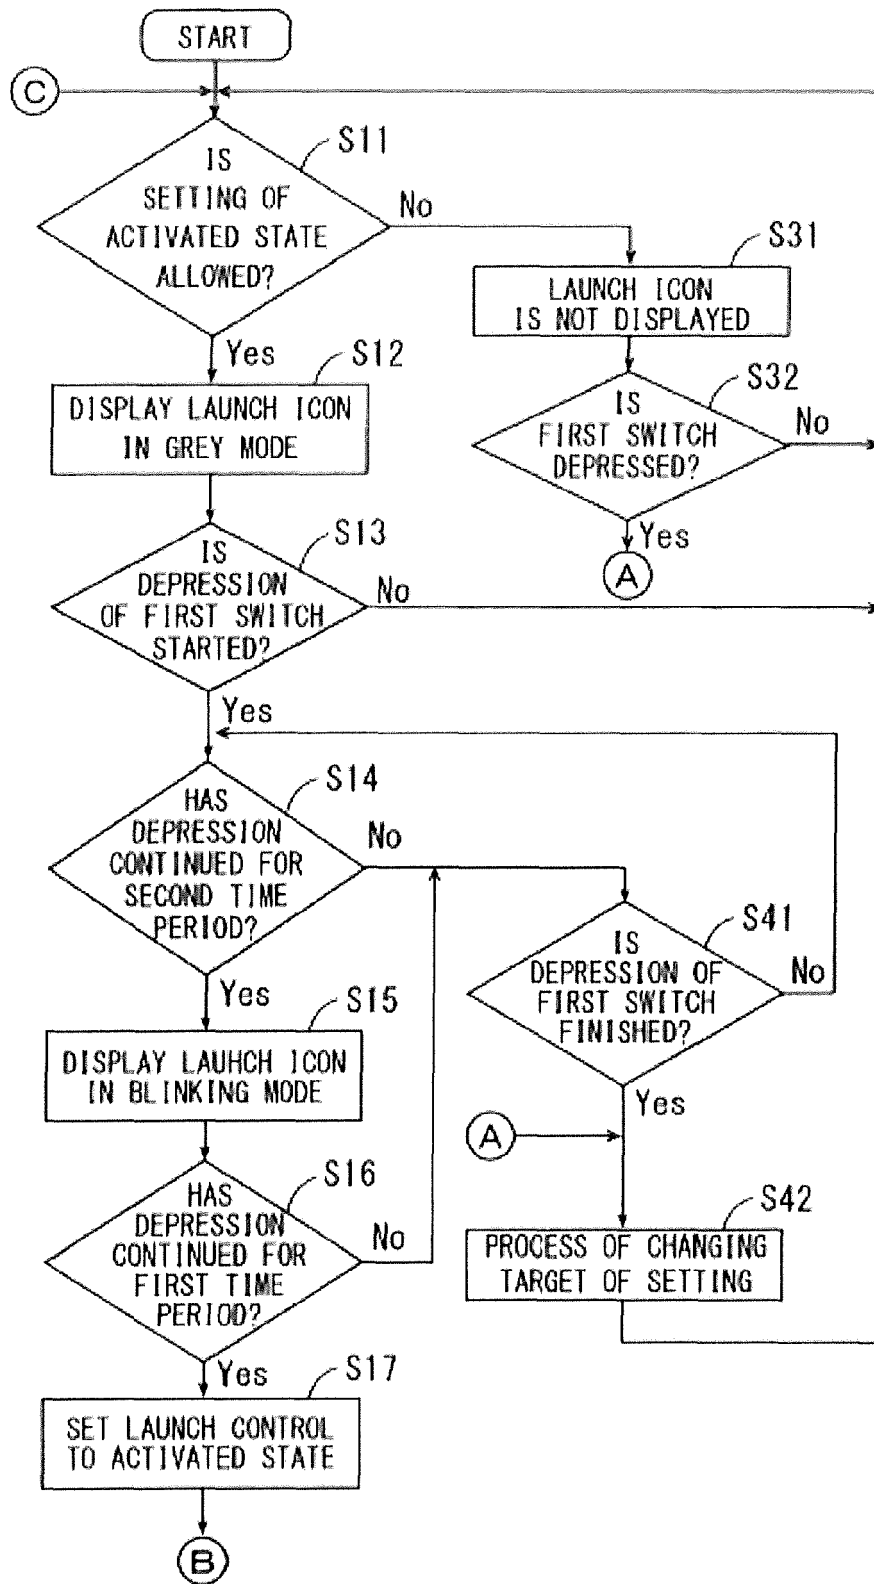 START
C
S11
IS
SETTING OF
ACTIVATED STATE
ALLOWED?
No
Yes
S31
LAUNCH ICON
IS NOT DISPLAYED
S12
DISPLAY LAUNCH ICON
IN GREY MODE
S32
IS
FIRST SWITCH
DEPRESSED?
No
Yes
A
S13
IS
DEPRESSION
OF FIRST SWITCH
STARTED?
No
Yes
S14
HAS
DEPRESSION
CONTINUED FOR
SECOND TIME
PERIOD?
No
Yes
S41
IS
DEPRESSION OF
FIRST SWITCH
FINISHED?
No
Yes
S15
DISPLAY LAUHCH ICON
IN BLINKING MODE
A
S16
HAS
DEPRESSION
CONTINUED FOR
FIRST TIME
PERIOD?
No
Yes
S42
PROCESS OF CHANGING
TARGET OF SETTING
S17
SET LAUNCH CONTROL
TO ACTIVATED STATE
B